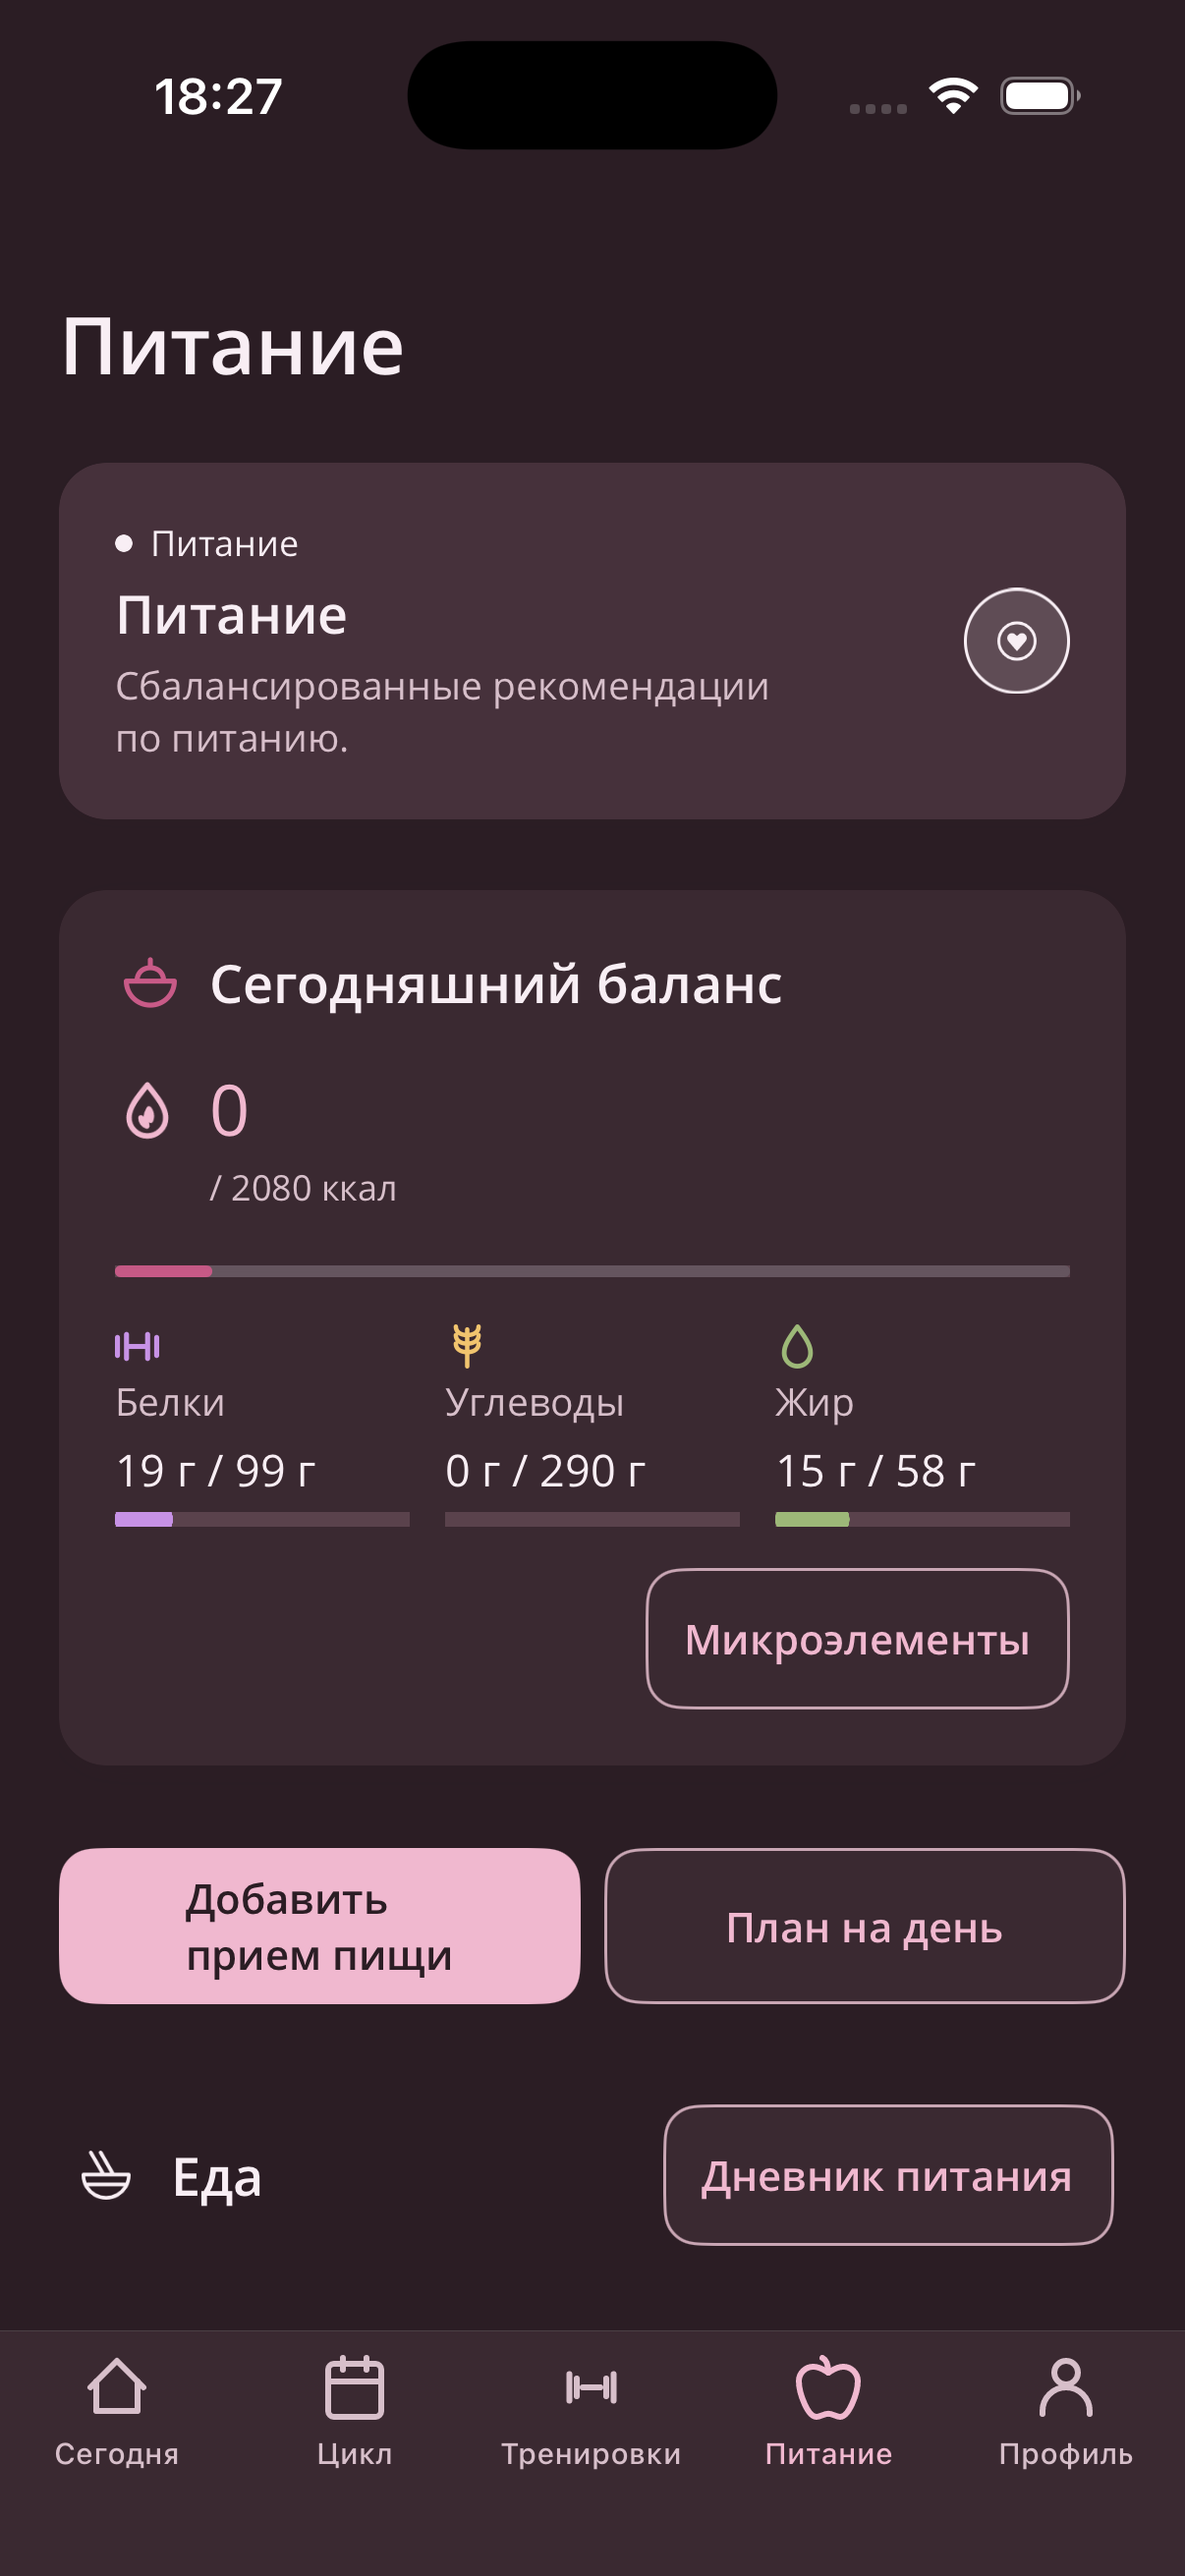 18:27
Питание
Питание
Питание
Сбалансированные рекомендации
по питанию.
Сегодняшний баланс
0
/ 2080 ккал
Белки
Углеводы
Жир
19 г / 99 г
0 г / 290 г
15 г / 58 г
Микроэлементы
Добавить
прием пищи
План на день
Еда
Дневник питания
Сегодня
Цикл
Тренировки
Питание
Профиль